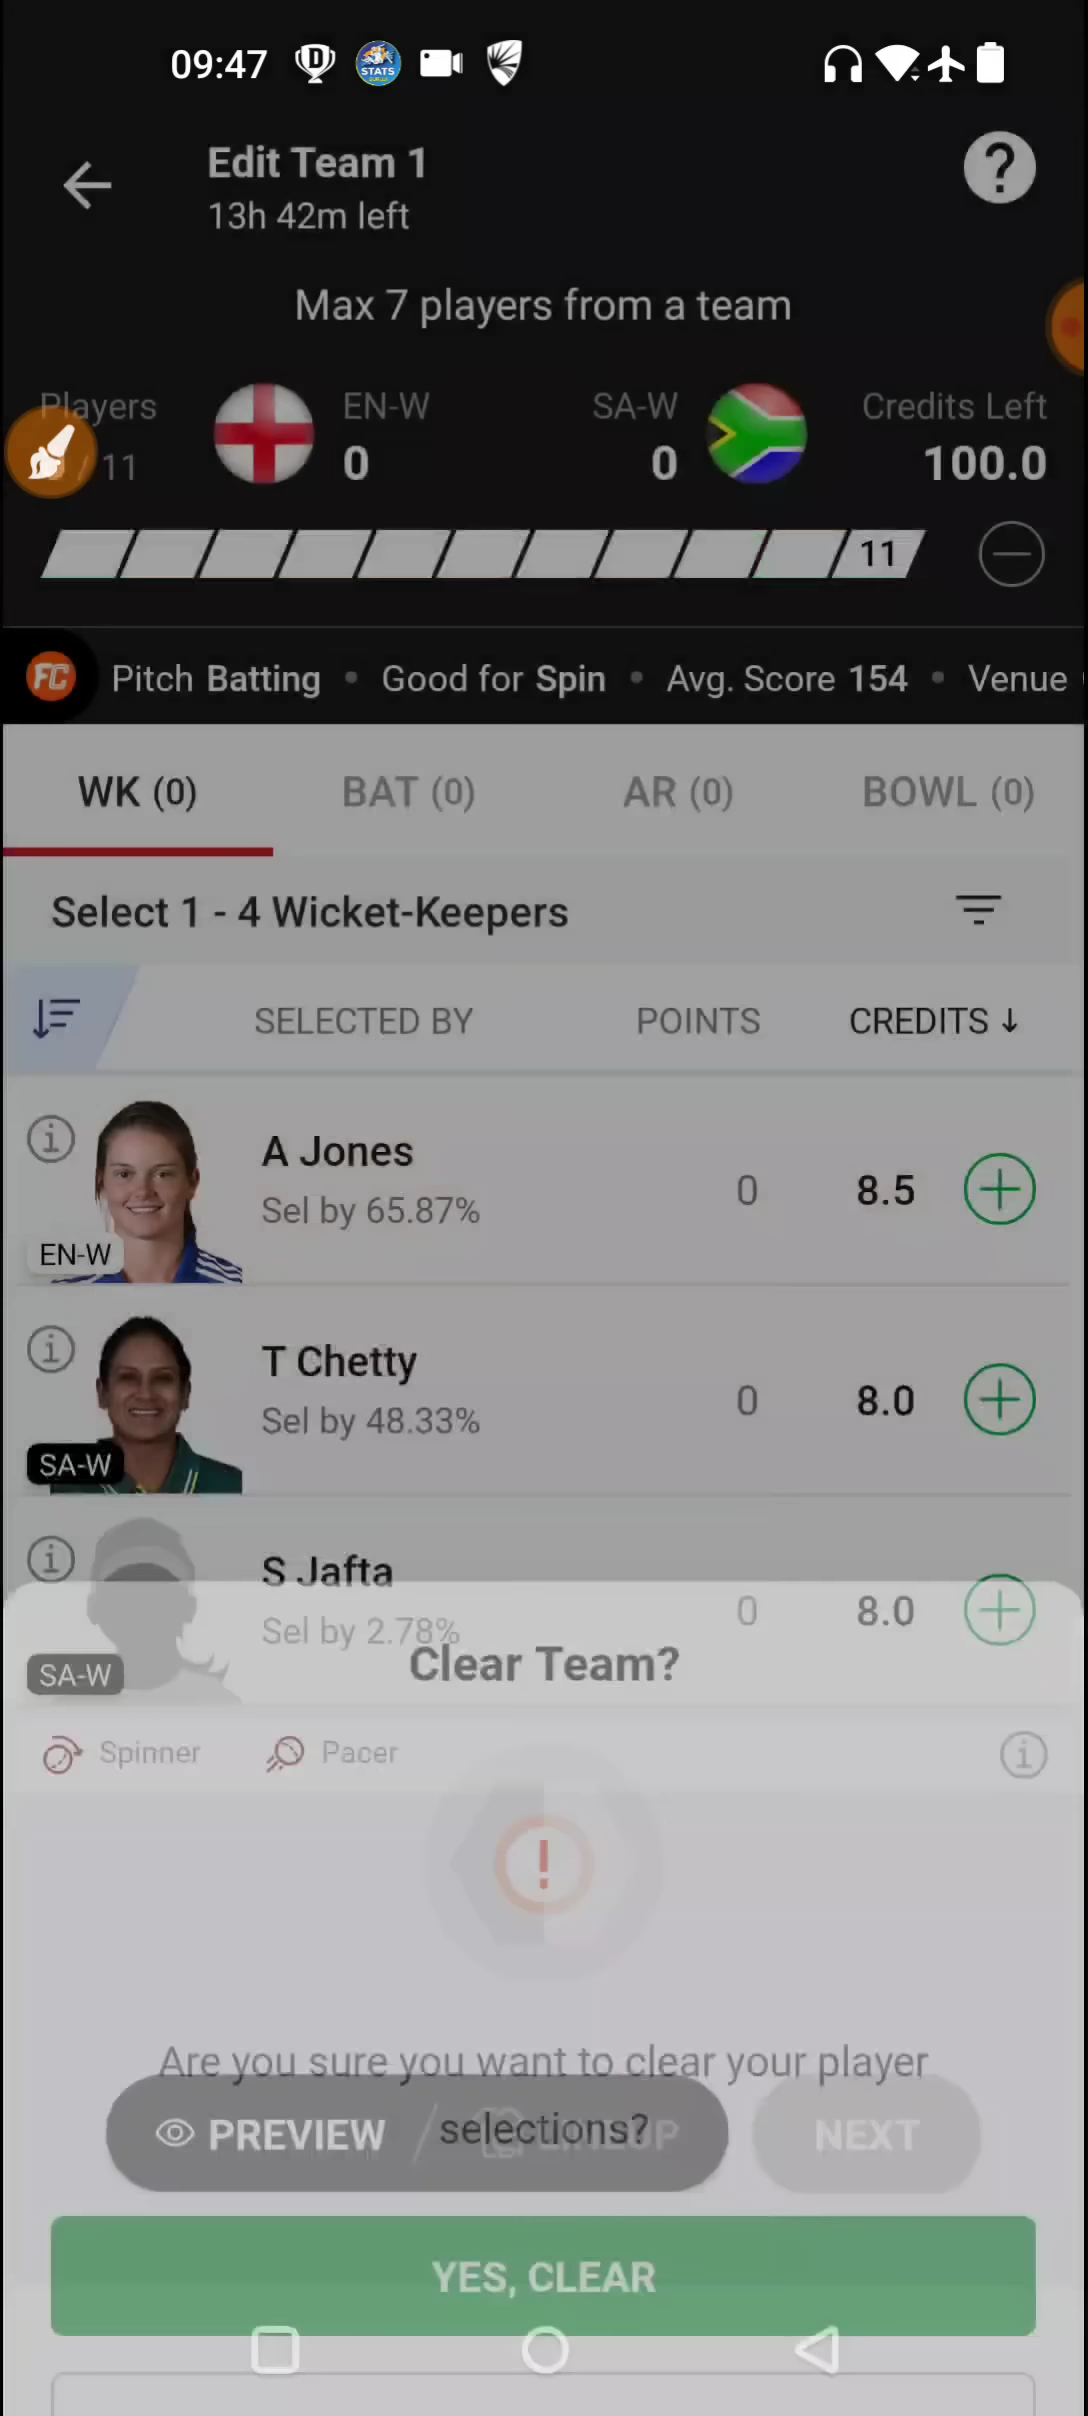 09:47
Edit Team 1
13h 42m left
Max 7 players from a team
Players EN-W SA-W Credits Left
/ 11 0 0 100.0
11
FC Pitch Batting • Good for Spin • Avg. Score 154 • Venue
WK (0) BAT (0) AR (0) BOWL (0)
Select 1 - 4 Wicket-Keepers
SELECTED BY POINTS CREDITS ↓
A Jones
Sel by 65.87% 0 8.5
EN-W
T Chetty
Sel by 48.33% 0 8.0
SA-W
S Jafta
Sel by 2.78% 0 8.0
Clear Team?
SA-W
Spinner Pacer
Are you sure you want to clear your player
selections?
PREVIEW NEXT
YES, CLEAR